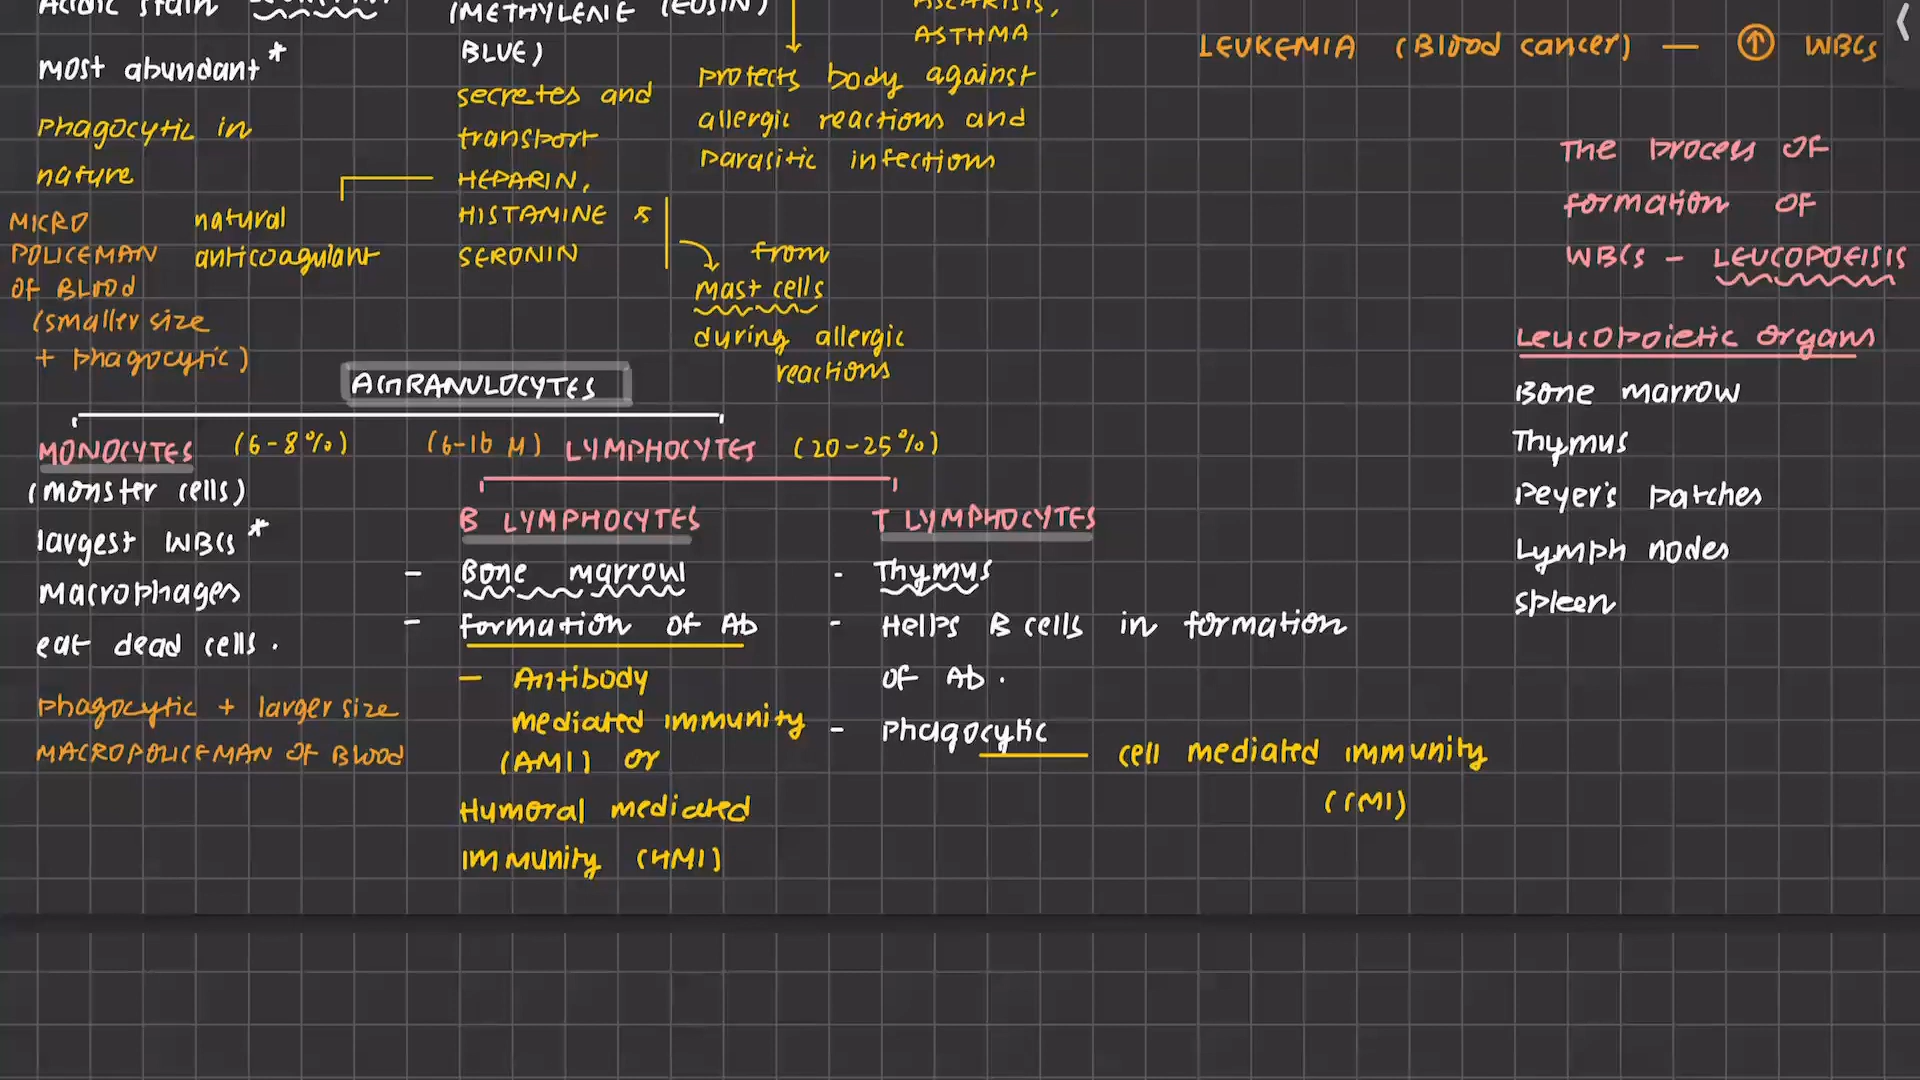 Acidic stain
most abundant*
phagocytic in
nature
MICRO
POLICEMAN
OF BLOOD
(smaller size
+ phagocytic)
natural
anticoagulant
(METHYLENE
BLUE)
secretes and
transport
HEPARIN,
HISTAMINE &
SERONIN
(EOSIN)
protects body against
allergic reactions and
parasitic infections
ASTHMA
from
mast cells
during allergic
reactions
AGRANULOCYTES
MONOCYTES (6-8%)
(monster cells)
largest WBCs*
Macrophages
eat dead cells.
phagocytic + larger size
MACROPOLICEMAN OF Blood
(6-16 μ) LYMPHOCYTES (20-25%)
B LYMPHOCYTES
- Bone marrow
- formation of Ab
- Antibody
mediated immunity
(AMI) or
Humoral mediated
immunity (HMI)
T LYMPHOCYTES
- Thymus
- Helps B cells in formation
of Ab.
- Phagocytic
cell mediated immunity
(CMI)
LEUKEMIA (Blood cancer) — ↑ WBCs
The process of
formation of
WBCs - LEUCOPOEISIS
Leucopoietic organs
Bone marrow
Thymus
Peyer's patches
Lymph nodes
spleen